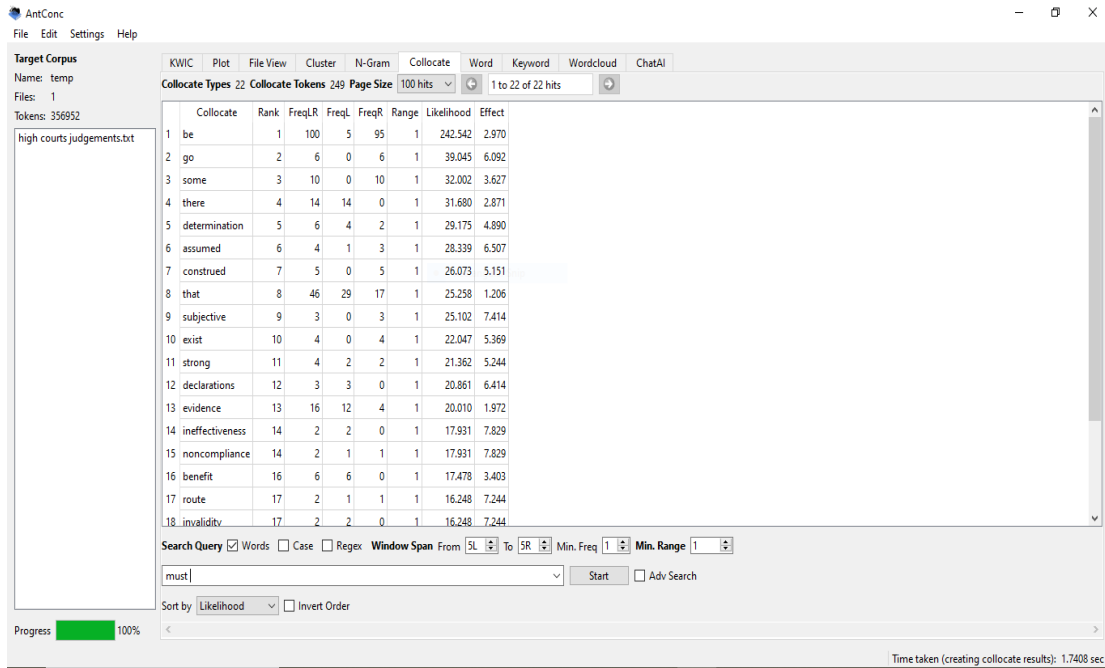 AntConc
File Edit Settings Help
Target Corpus
Name: temp
Files: 1
Tokens: 356952
high courts judgements.txt
Progress 100%
KWIC Plot File View Cluster N-Gram Collocate Word Keyword Wordcloud ChatAI
Collocate Types 22 Collocate Tokens 249 Page Size 100 hits 1 to 22 of 22 hits
Collocate Rank FreqLR FreqL FreqR Range Likelihood Effect
1 be 1 100 5 95 1 242.542 2.970
2 go 2 6 0 6 1 39.045 6.092
3 some 3 10 0 10 1 32.002 3.627
4 there 4 14 14 0 1 31.680 2.871
5 determination 5 6 4 2 1 29.175 4.890
6 assumed 6 4 1 3 1 28.339 6.507
7 construed 7 5 0 5 1 26.073 5.151
8 that 8 46 29 17 1 25.258 1.206
9 subjective 9 3 0 3 1 25.102 7.414
10 exist 10 4 0 4 1 22.047 5.369
11 strong 11 4 2 2 1 21.362 5.244
12 declarations 12 3 3 0 1 20.861 6.414
13 evidence 13 16 12 4 1 20.010 1.972
14 ineffectiveness 14 2 2 0 1 17.931 7.829
15 noncompliance 14 2 1 1 1 17.931 7.829
16 benefit 16 6 6 0 1 17.478 3.403
17 route 17 2 1 1 1 16.248 7.244
18 invalidity 17 2 2 0 1 16.248 7.244
Search Query Words Case Regex Window Span From 5L To 5R Min. Freq 1 Min. Range 1
must Start Adv Search
Sort by Likelihood Invert Order
Time taken (creating collocate results): 1.7408 sec